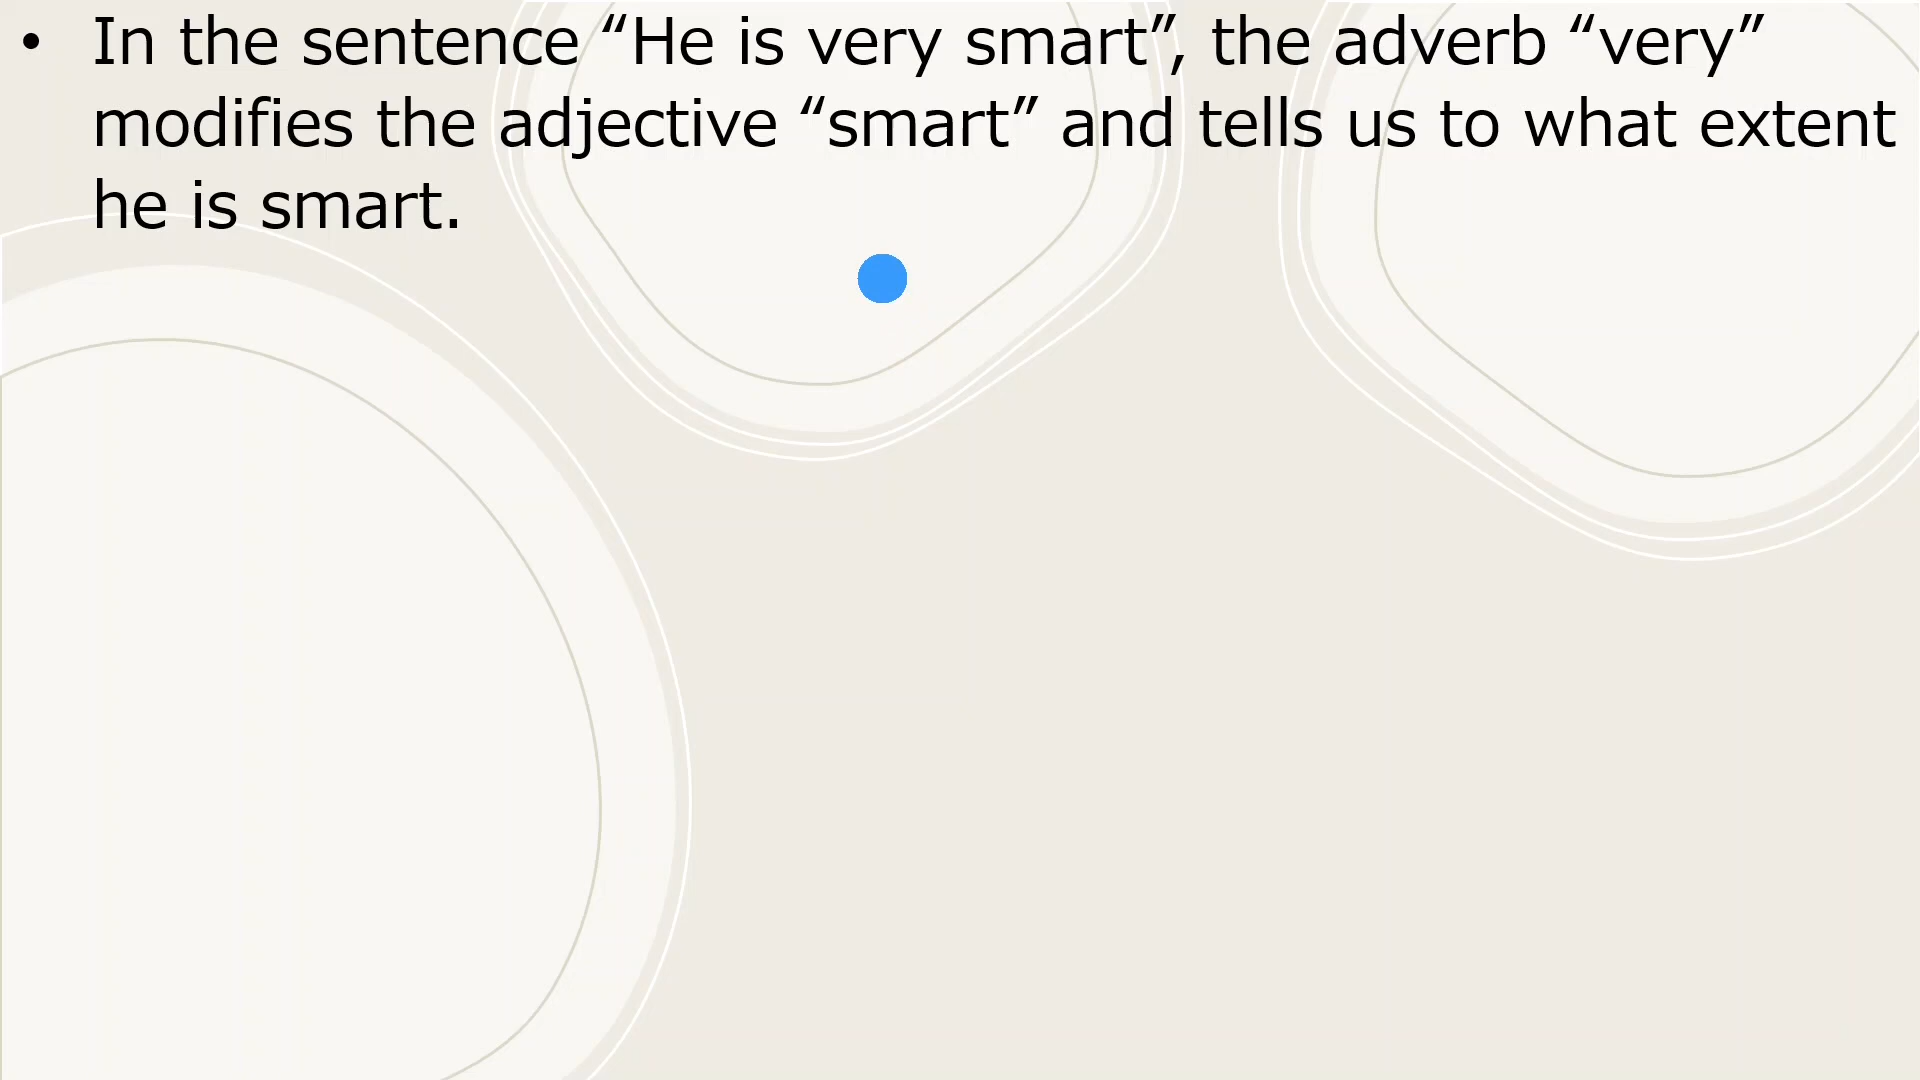 • In the sentence “He is very smart”, the adverb “very”
modifies the adjective “smart” and tells us to what extent
he is smart.